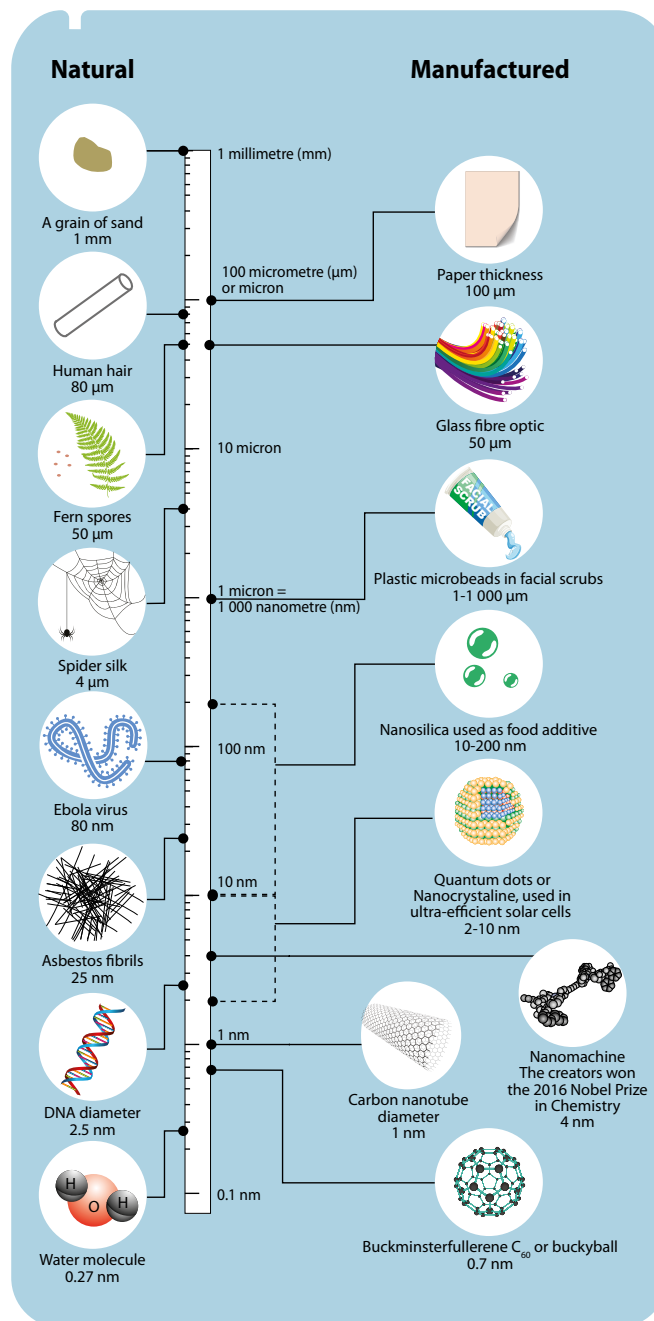 Natural
Manufactured
A grain of sand
1 mm
Human hair
80 µm
Fern spores
50 µm
Spider silk
4 µm
Ebola virus
80 nm
Asbestos fibrils
25 nm
DNA diameter
2.5 nm
H
O
H
Water molecule
0.27 nm
1 millimetre (mm)
100 micrometre (µm)
or micron
10 micron
1 micron =
1 000 nanometre (nm)
100 nm
10 nm
1 nm
0.1 nm
Paper thickness
100 µm
Glass fibre optic
50 µm
FACIAL
SCRUB
Plastic microbeads in facial scrubs
1-1 000 µm
Nanosilica used as food additive
10-200 nm
Quantum dots or
Nanocrystaline, used in
ultra-efficient solar cells
2-10 nm
Nanomachine
The creators won
the 2016 Nobel Prize
in Chemistry
4 nm
Carbon nanotube
diameter
1 nm
Buckminsterfullerene C60 or buckyball
0.7 nm